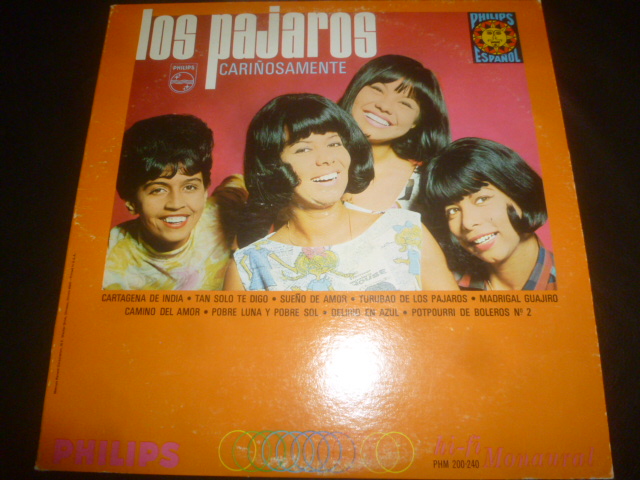 los pajaros
PHILIPS
CARIÑOSAMENTE
PHILIPS
ESPAÑOL
CARTAGENA DE INDIA • TAN SOLO TE DIGO • SUEÑO DE AMOR • TURUBAO DE LOS PAJAROS • MADRIGAL GUAJIRO
CAMINO DEL AMOR • POBRE LUNA Y POBRE SOL • DELIRIO EN AZUL • POTPOURRI DE BOLEROS Nº 2
PHILIPS
hi-fi Monaural
PHM 200-240